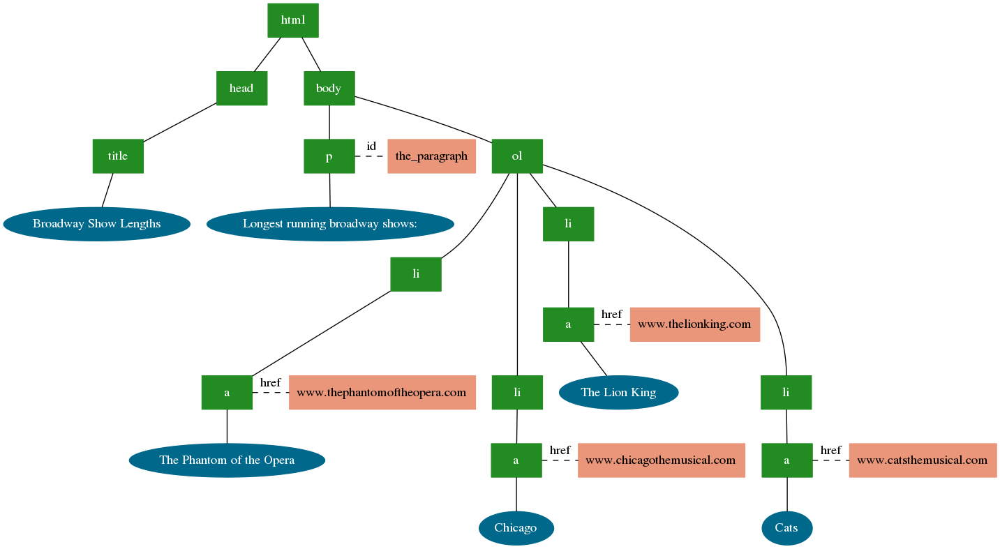 html
head
body
title
p
id
the_paragraph
ol
Broadway Show Lengths
Longest running broadway shows:
li
li
a
href
www.thelionking.com
a
href
www.thephantomoftheopera.com
li
The Lion King
li
The Phantom of the Opera
a
href
www.chicagothemusical.com
a
href
www.catsthemusical.com
Chicago
Cats